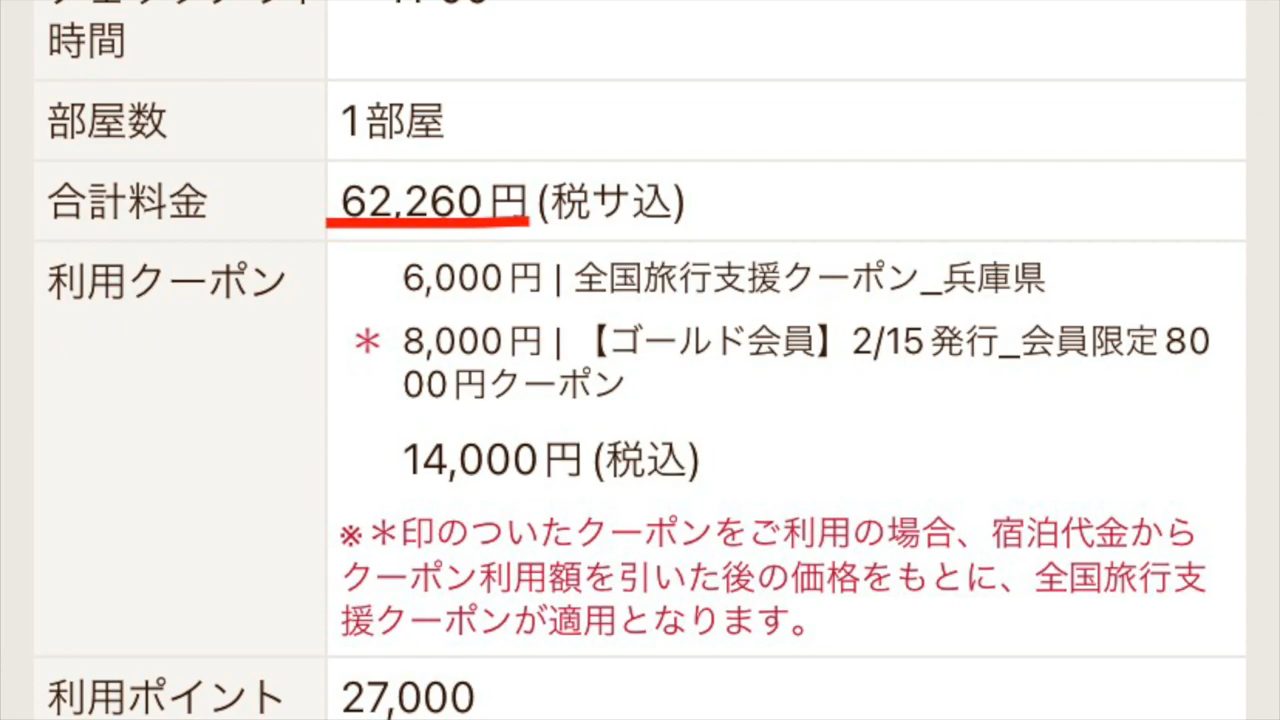 時間
部屋数 1部屋
合計料金 62,260円 (税サ込)
利用クーポン 6,000円 | 全国旅行支援クーポン_兵庫県
＊ 8,000円 | 【ゴールド会員】2/15発行_会員限定80
00円クーポン
14,000円 (税込)
※＊印のついたクーポンをご利用の場合、宿泊代金から
クーポン利用額を引いた後の価格をもとに、全国旅行支
援クーポンが適用となります。
利用ポイント 27,000